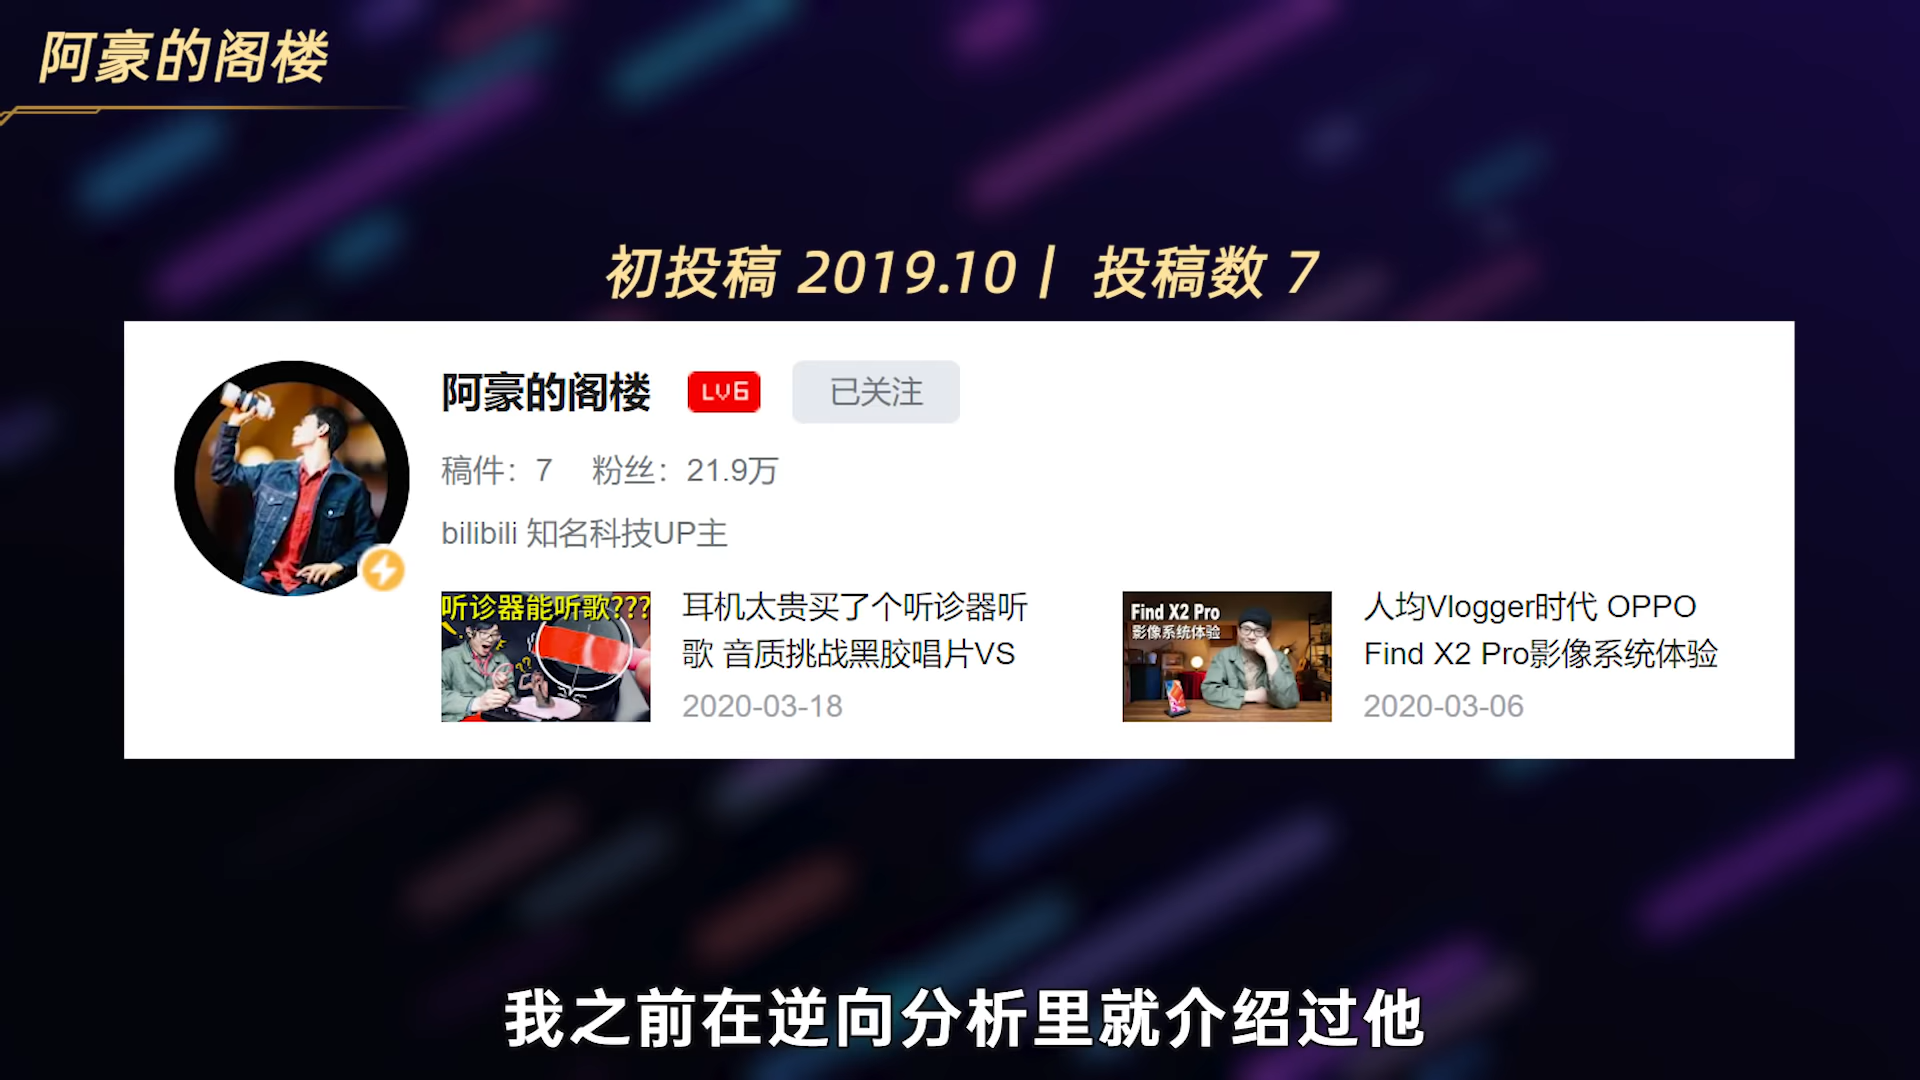 阿豪的阁楼
初投稿 2019.10丨 投稿数 7
阿豪的阁楼 LV6 已关注
稿件：7 粉丝：21.9万
bilibili 知名科技UP主
听诊器能听歌???
耳机太贵买了个听诊器听
歌 音质挑战黑胶唱片VS
2020-03-18
Find X2 Pro
影像系统体验
人均Vlogger时代 OPPO
Find X2 Pro影像系统体验
2020-03-06
我之前在逆向分析里就介绍过他